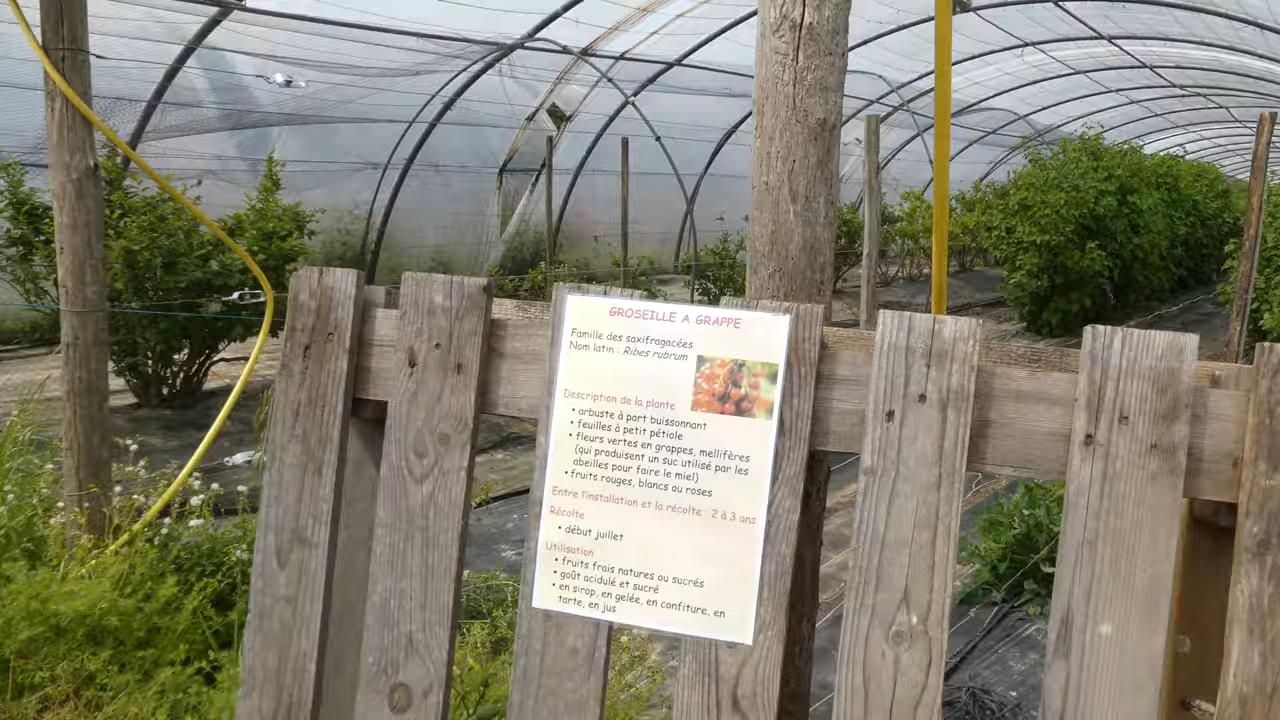 GROSEILLE A GRAPPE
Famille des saxifragacées
Nom latin : Ribes rubrum
Description de la plante
• arbuste à port buissonnant
• feuilles à petit pétiole
• fleurs vertes en grappes, mellifères
(qui produisent un suc utilisé par les
abeilles pour faire le miel)
• fruits rouges, blancs ou roses
Entre l'installation et la récolte : 2 à 3 ans
Récolte
• début juillet
Utilisation
• fruits frais natures ou sucrés
• goût acidulé et sucré
• en sirop, en gelée, en confiture, en
tarte, en jus